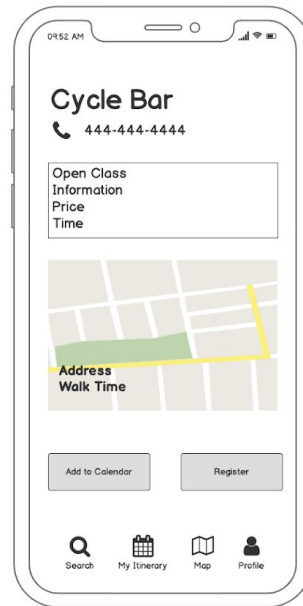 09:52 AM
Cycle Bar
444-444-4444
Open Class
Information
Price
Time
Address
Walk Time
Add to Calendar
Register
Search
My Itinerary
Map
Profile